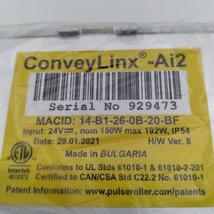 ConveyLinx®-Ai2
Serial No 929473
MACID: 14-B1-26-0B-20-BF
Input: 24V⎓, nom 150W max 192W, IP54
Date: 29.01.2021 H/W Ver. 8
Made in BULGARIA
Intertek
Conforms to UL Stds 61010-1 & 61010-2-201
Certified to CAN/CSA Std C22.2 No. 61010-1
Patent Information: www.pulseroller.com/patents